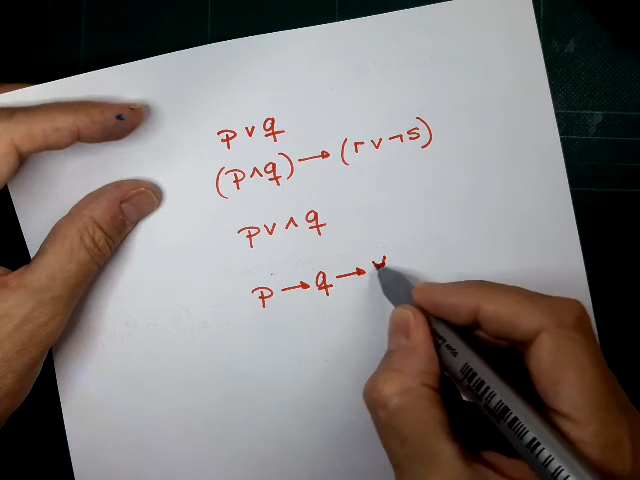 p ∨ q
(p ∧ q) → (r ∨ ¬s)
p ∨ ∧ q
p → q →